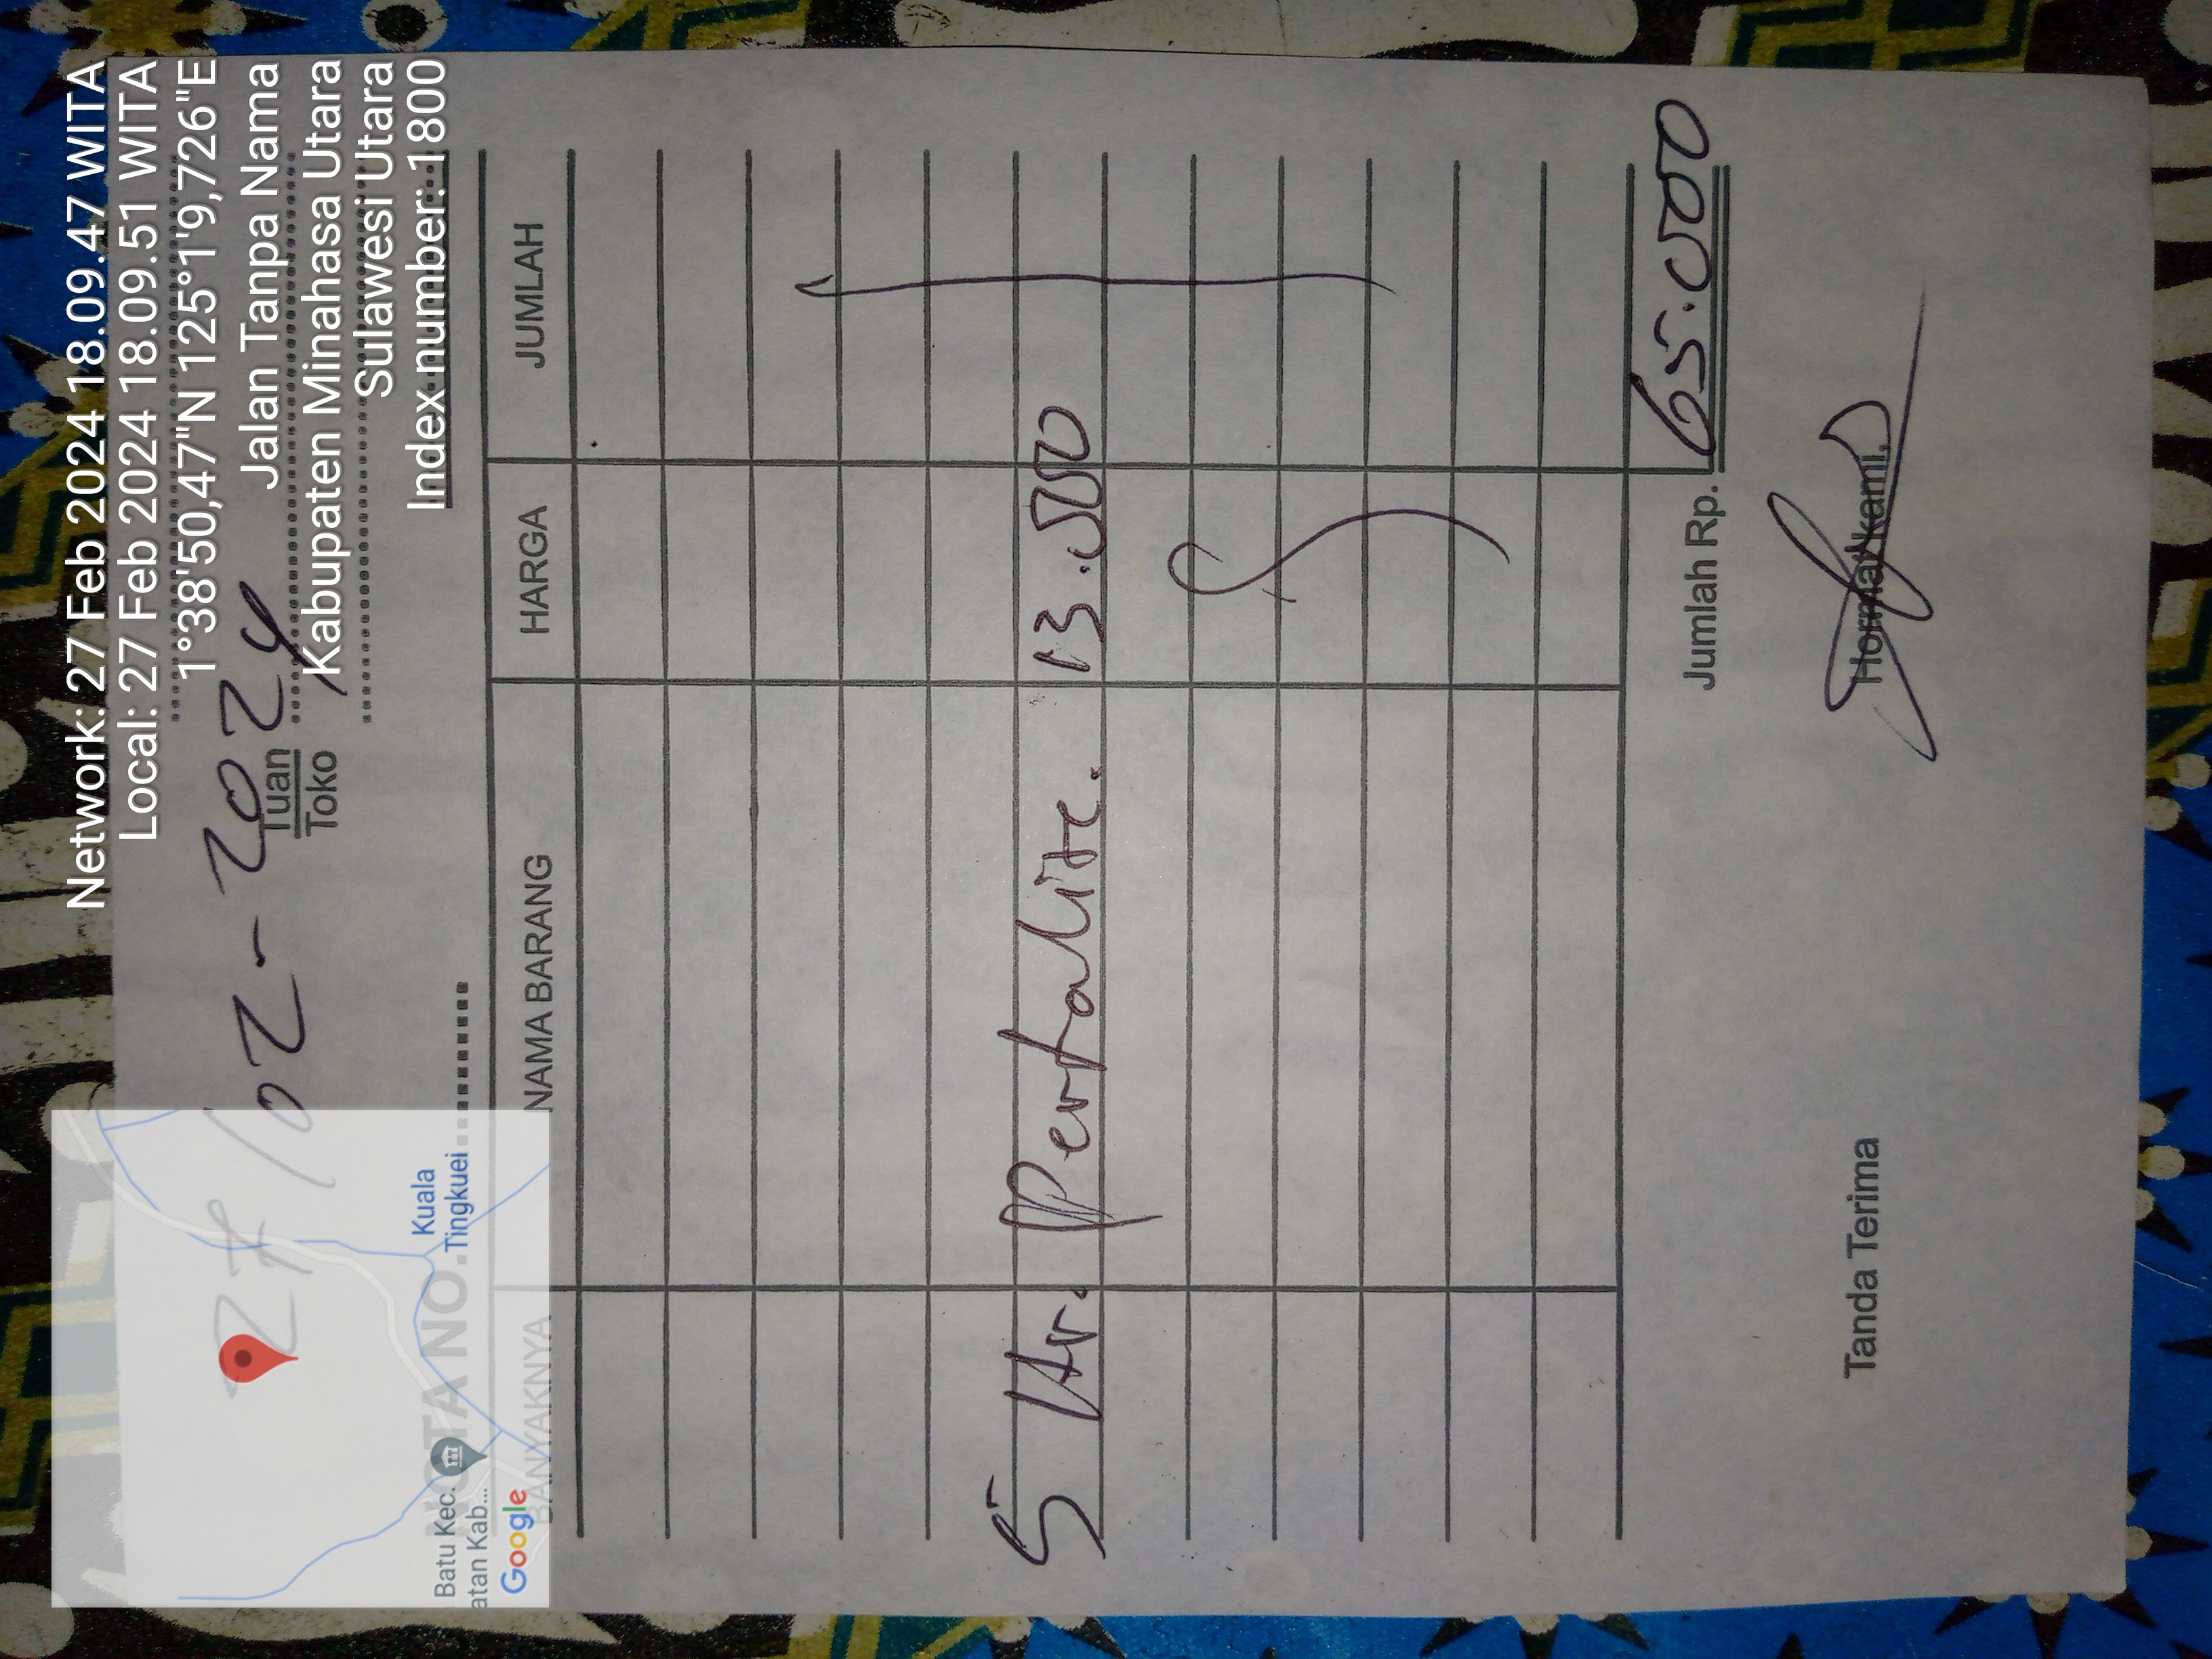 Network: 27 Feb 2024 18.09.47 WITA
Local: 27 Feb 2024 18.09.51 WITA
1°38'50,47"N 125°1'9,726"E
Jalan Tanpa Nama
Kabupaten Minahasa Utara
Sulawesi Utara
Index number: 1800
27/02-2024
Tuan
Toko
Kuala
Tingkuei
Batu Kec.
atan Kab...
Google
NOTA NO.
BANYAKNYA NAMA BARANG HARGA JUMLAH
5 ltr. Pertalite. 13.000
Jumlah Rp. 65.000
Tanda Terima Hormat Kami,